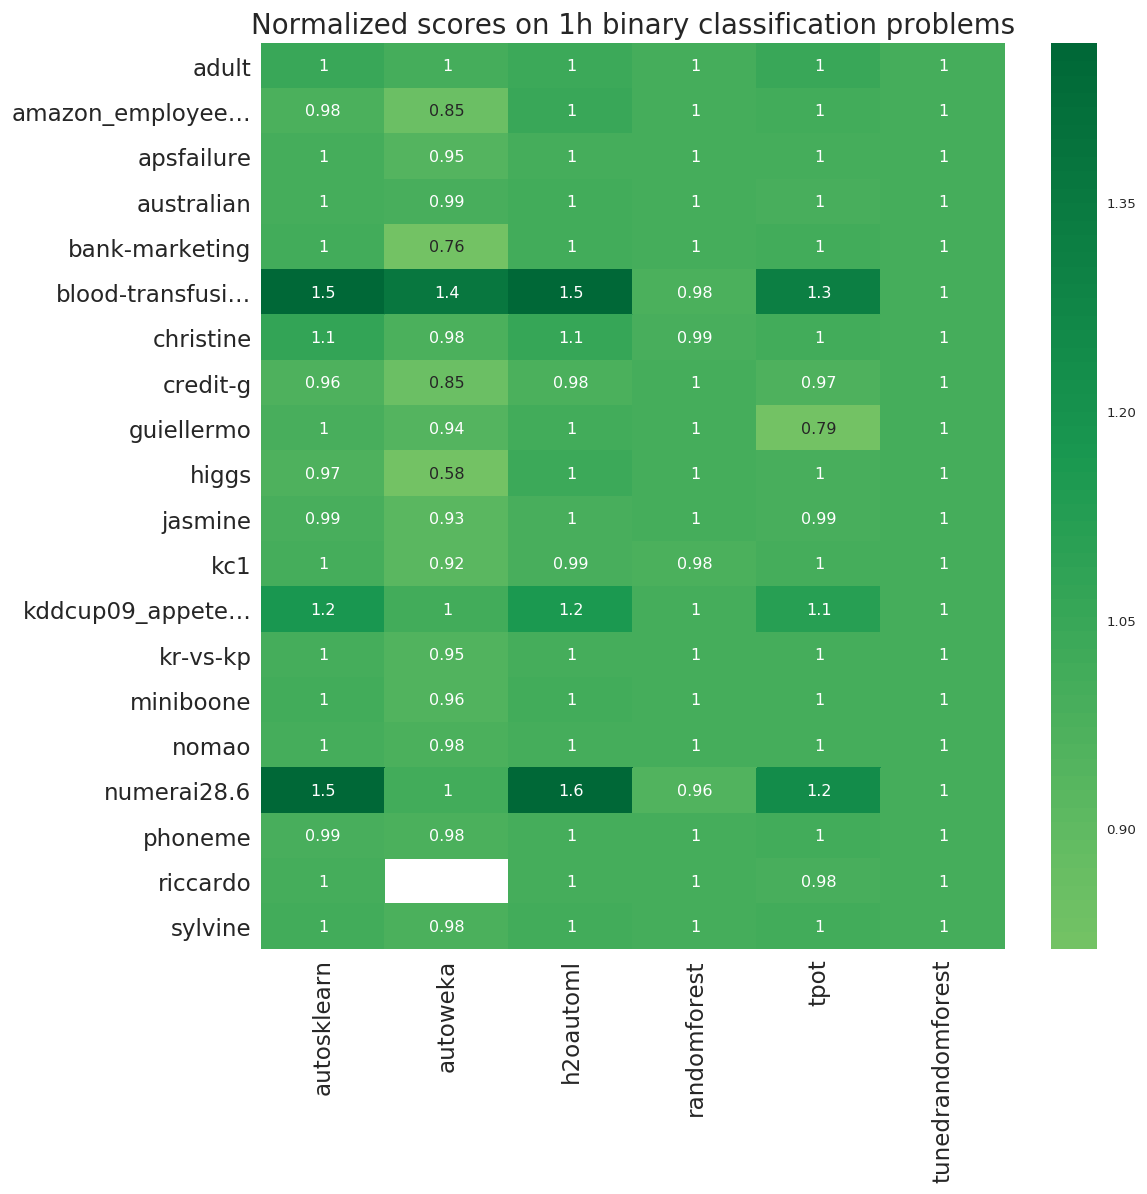 Normalized scores on 1h binary classification problems
adult 1 1 1 1 1 1
amazon_employee… 0.98 0.85 1 1 1 1
apsfailure 1 0.95 1 1 1 1
australian 1 0.99 1 1 1 1
bank-marketing 1 0.76 1 1 1 1
blood-transfusi… 1.5 1.4 1.5 0.98 1.3 1
christine 1.1 0.98 1.1 0.99 1 1
credit-g 0.96 0.85 0.98 1 0.97 1
guiellermo 1 0.94 1 1 0.79 1
higgs 0.97 0.58 1 1 1 1
jasmine 0.99 0.93 1 1 0.99 1
kc1 1 0.92 0.99 0.98 1 1
kddcup09_appete… 1.2 1 1.2 1 1.1 1
kr-vs-kp 1 0.95 1 1 1 1
miniboone 1 0.96 1 1 1 1
nomao 1 0.98 1 1 1 1
numerai28.6 1.5 1 1.6 0.96 1.2 1
phoneme 0.99 0.98 1 1 1 1
riccardo 1 1 1 0.98 1
sylvine 1 0.98 1 1 1 1
autosklearn
autoweka
h2oautoml
randomforest
tpot
tunedrandomforest
1.35
1.20
1.05
0.90